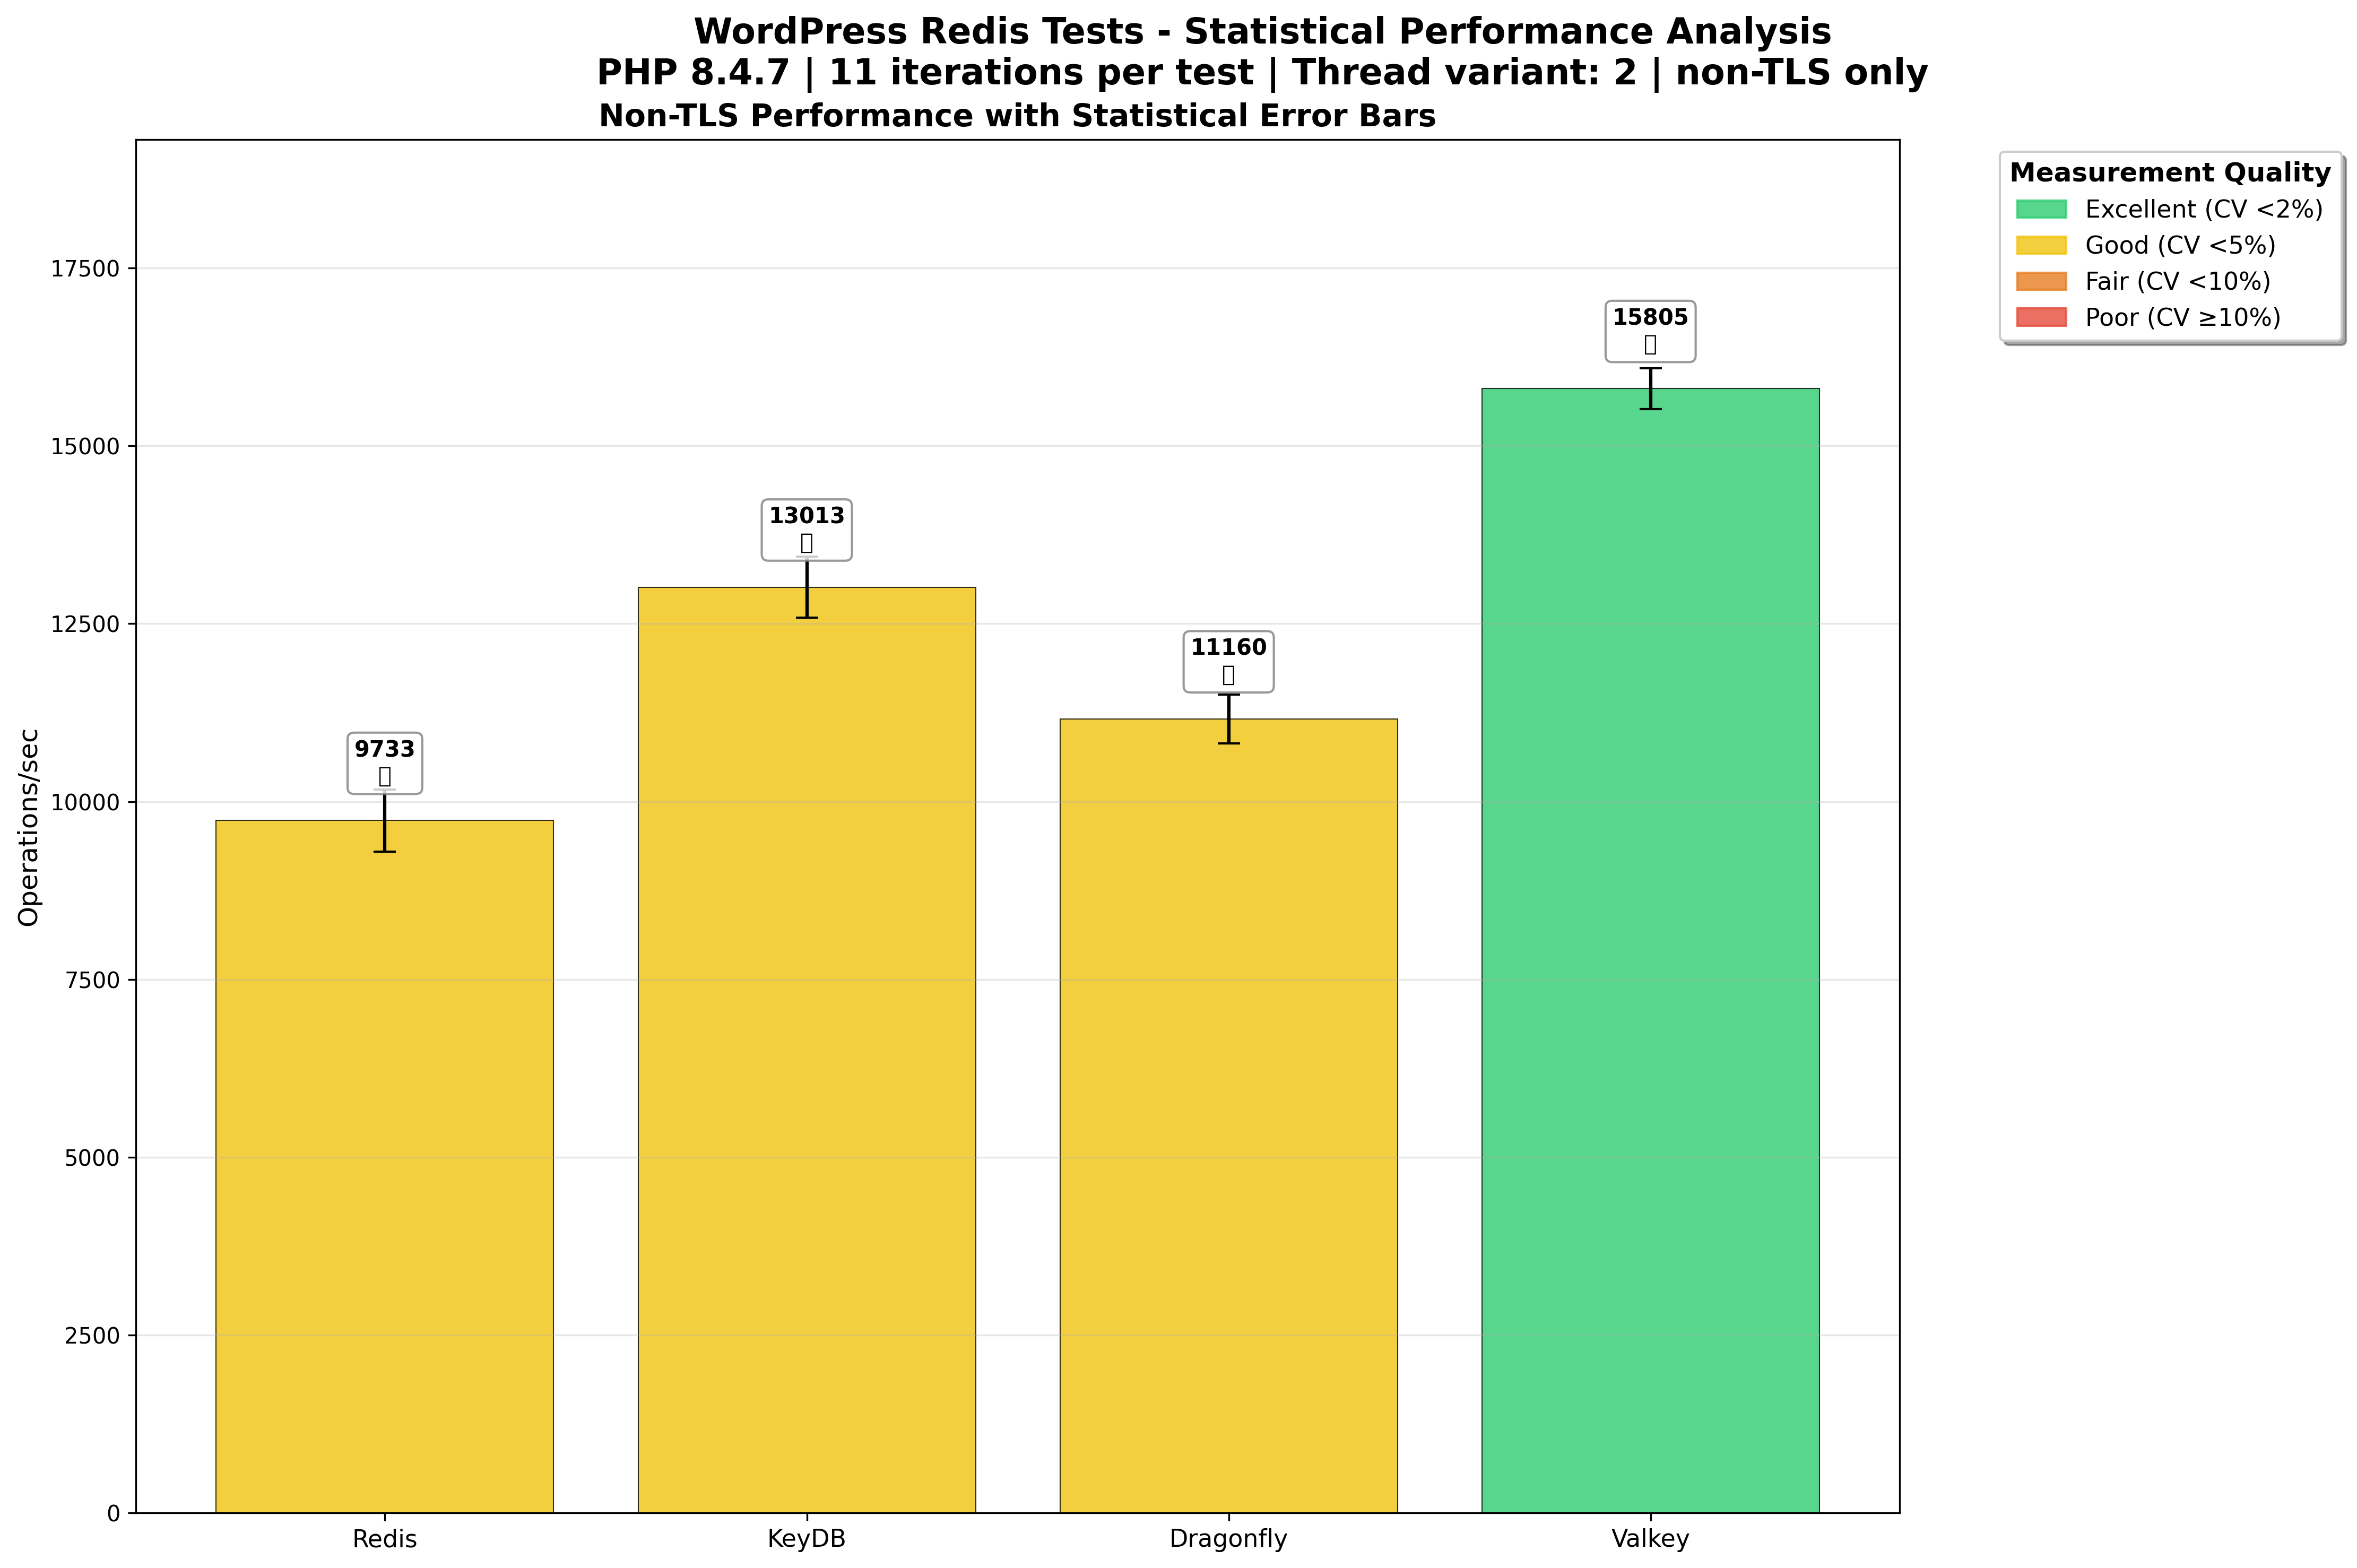 WordPress Redis Tests - Statistical Performance Analysis
PHP 8.4.7 | 11 iterations per test | Thread variant: 2 | non-TLS only
Non-TLS Performance with Statistical Error Bars
Measurement Quality
Excellent (CV <2%)
Good (CV <5%)
Fair (CV <10%)
Poor (CV ≥10%)
Operations/sec
17500
15000
12500
10000
7500
5000
2500
0
9733
13013
11160
15805
Redis
KeyDB
Dragonfly
Valkey